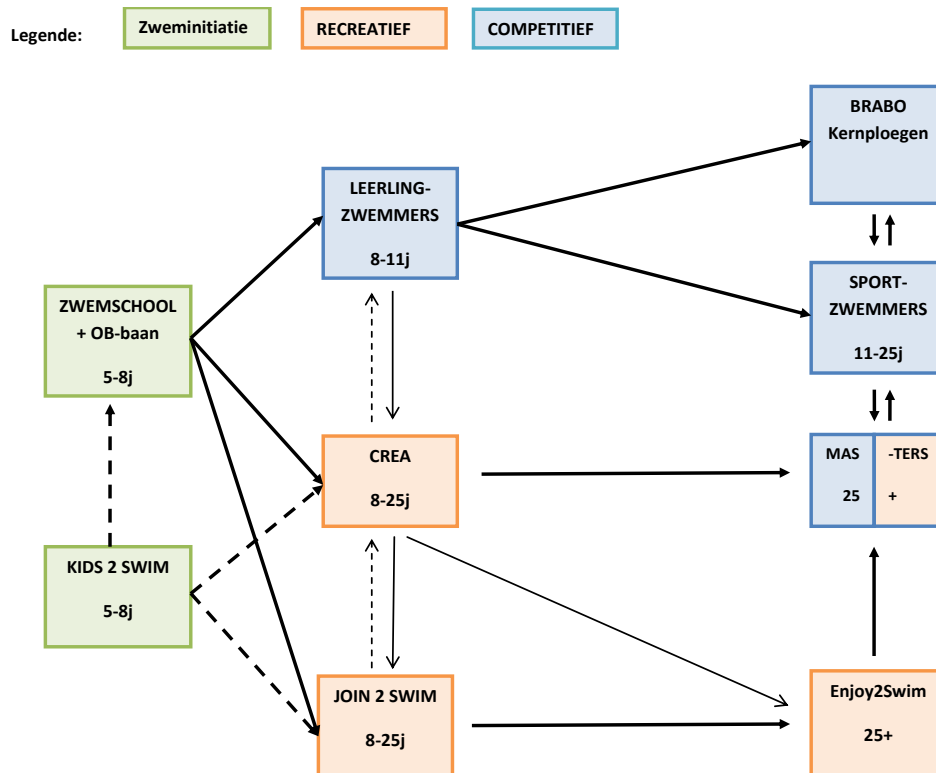 Legende:
Zweminitiatie
RECREATIEF
COMPETITIEF
BRABO
Kernploegen
LEERLING-
ZWEMMERS
8-11j
SPORT-
ZWEMMERS
11-25j
ZWEMSCHOOL
+ OB-baan
5-8j
CREA
8-25j
MAS
25
-TERS
+
KIDS 2 SWIM
5-8j
JOIN 2 SWIM
8-25j
Enjoy2Swim
25+